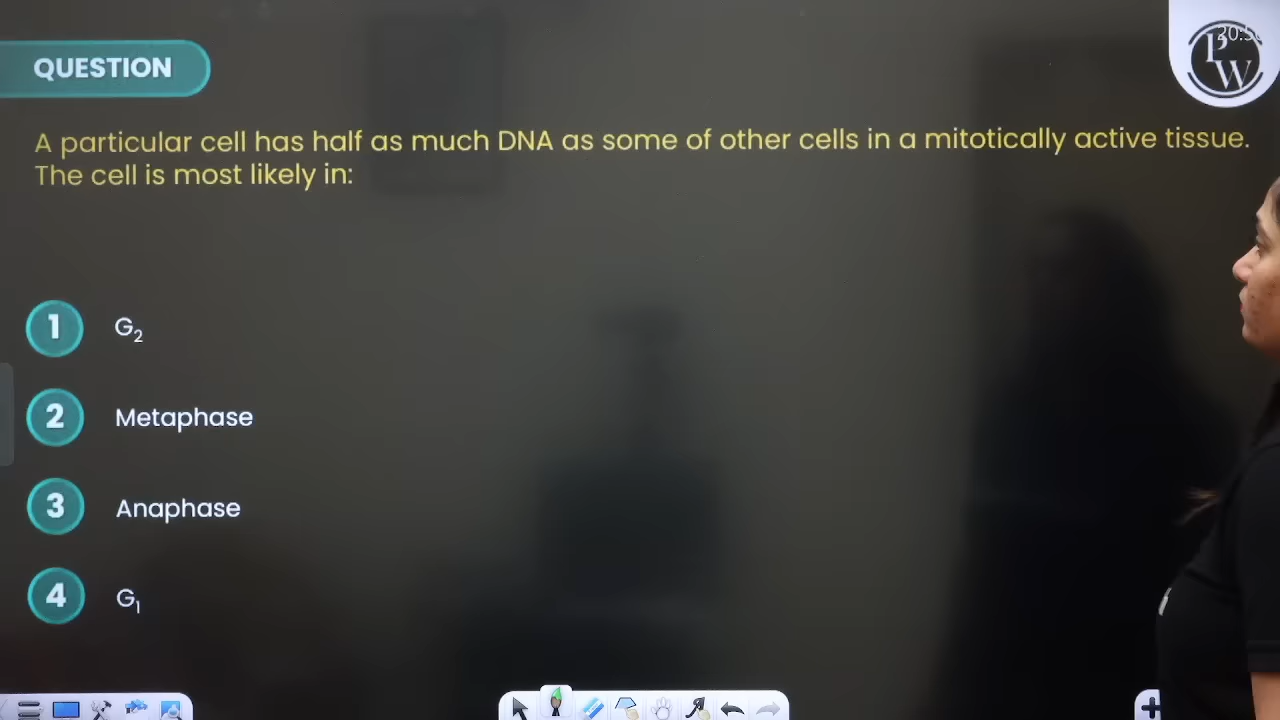 QUESTION
A particular cell has half as much DNA as some of other cells in a mitotically active tissue.
The cell is most likely in:
1 G₂
2 Metaphase
3 Anaphase
4 G₁
PW